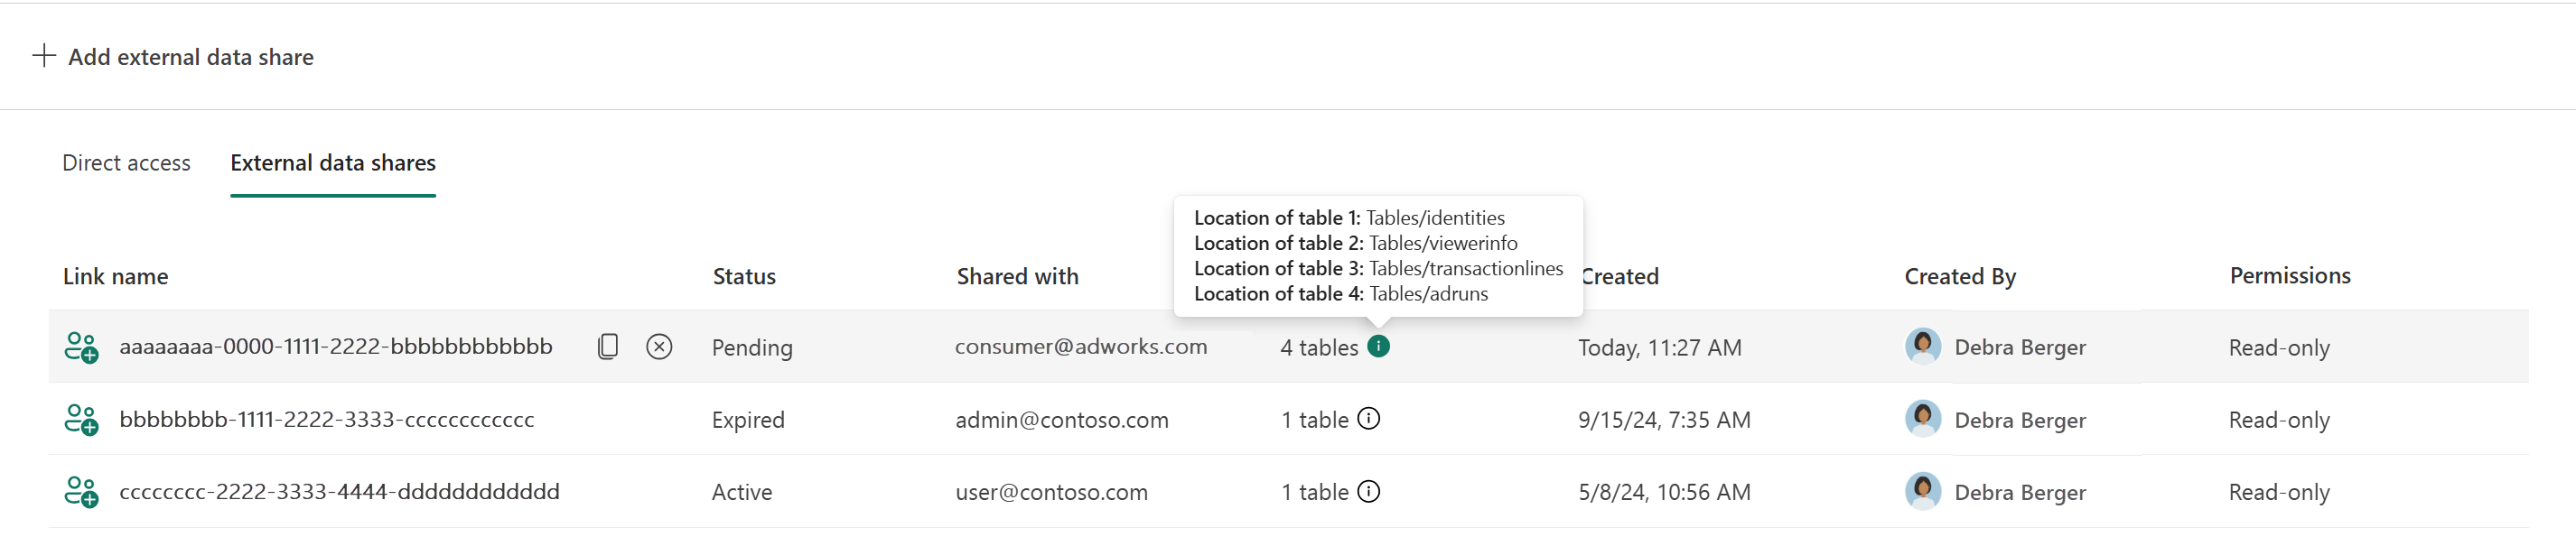 Add external data share
Direct access External data shares
Location of table 1: Tables/identities
Location of table 2: Tables/viewerinfo
Location of table 3: Tables/transactionlines
Location of table 4: Tables/adruns
Link name Status Shared with Created Created By Permissions
aaaaaaaa-0000-1111-2222-bbbbbbbbbbbb Pending consumer@adworks.com 4 tables Today, 11:27 AM Debra Berger Read-only
bbbbbbbb-1111-2222-3333-cccccccccccc Expired admin@contoso.com 1 table 9/15/24, 7:35 AM Debra Berger Read-only
cccccccc-2222-3333-4444-dddddddddddd Active user@contoso.com 1 table 5/8/24, 10:56 AM Debra Berger Read-only